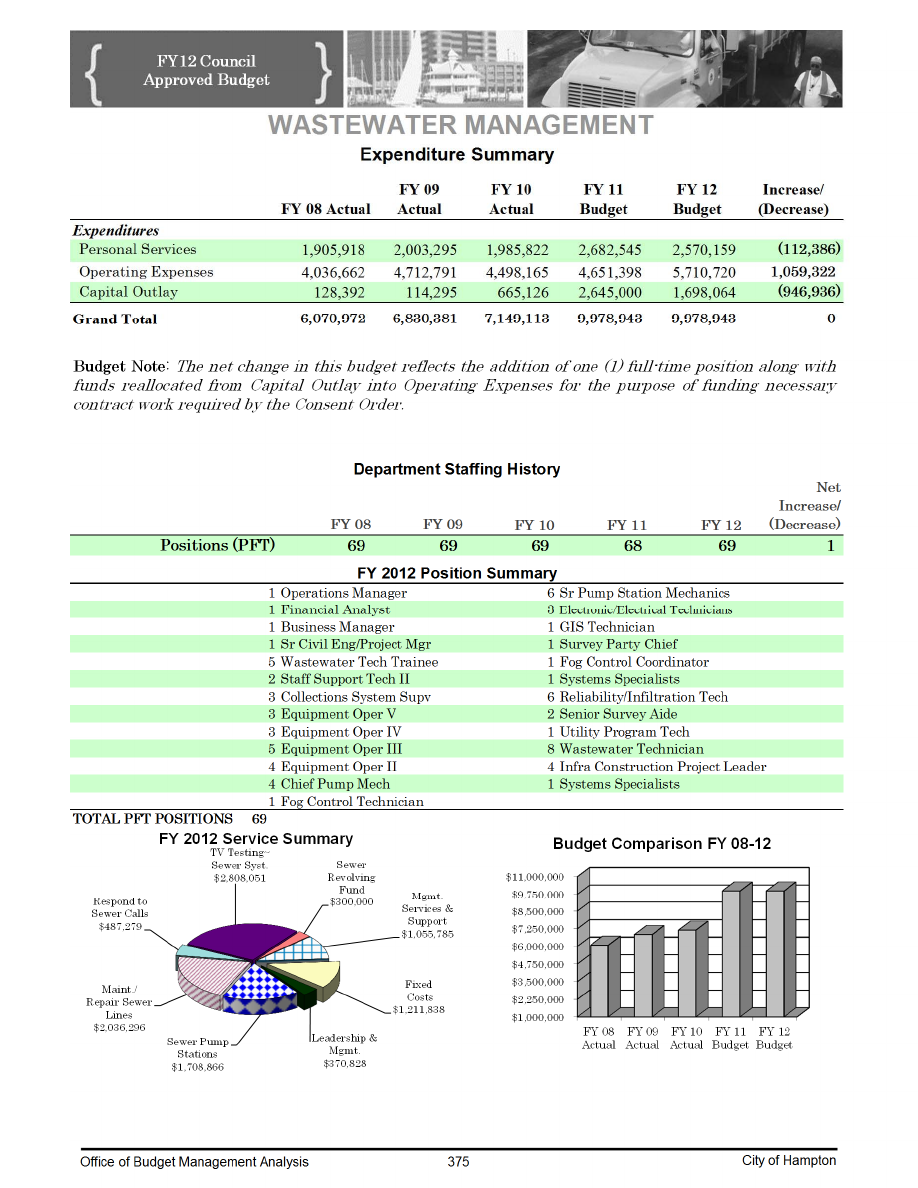 FY12 Council
Approved Budget
WASTEWATER MANAGEMENT
Expenditure Summary
FY 08 Actual FY 09 Actual FY 10 Actual FY 11 Budget FY 12 Budget Increase/ (Decrease)
Expenditures
Personal Services 1,905,918 2,003,295 1,985,822 2,682,545 2,570,159 (112,386)
Operating Expenses 4,036,662 4,712,791 4,498,165 4,651,398 5,710,720 1,059,322
Capital Outlay 128,392 114,295 665,126 2,645,000 1,698,064 (946,936)
Grand Total 6,070,972 6,830,381 7,149,113 9,978,943 9,978,943 0
Budget Note: The net change in this budget reflects the addition of one (1) full-time position along with
funds reallocated from Capital Outlay into Operating Expenses for the purpose of funding necessary
contract work required by the Consent Order.
Department Staffing History
FY 08 FY 09 FY 10 FY 11 FY 12 Net Increase/ (Decrease)
Positions (PFT) 69 69 69 68 69 1
FY 2012 Position Summary
1 Operations Manager 6 Sr Pump Station Mechanics
1 Financial Analyst 3 Electronic/Electrical Technicians
1 Business Manager 1 GIS Technician
1 Sr Civil Eng/Project Mgr 1 Survey Party Chief
5 Wastewater Tech Trainee 1 Fog Control Coordinator
2 Staff Support Tech II 1 Systems Specialists
3 Collections System Supv 6 Reliability/Infiltration Tech
3 Equipment Oper V 2 Senior Survey Aide
3 Equipment Oper IV 1 Utility Program Tech
5 Equipment Oper III 8 Wastewater Technician
4 Equipment Oper II 4 Infra Construction Project Leader
4 Chief Pump Mech 1 Systems Specialists
1 Fog Control Technician
TOTAL PFT POSITIONS 69
FY 2012 Service Summary
TV Testing~
Sewer Syst.
$2,808,051
Sewer
Revolving
Fund
$300,000
Mgmt.
Services &
Support
$1,055,785
Respond to
Sewer Calls
$487,279
Fixed
Costs
$1,211,838
Maint./
Repair Sewer
Lines
$2,036,296
Sewer Pump
Stations
$1,708,866
Leadership &
Mgmt.
$370,828
Budget Comparison FY 08-12
$11,000,000
$9,750,000
$8,500,000
$7,250,000
$6,000,000
$4,750,000
$3,500,000
$2,250,000
$1,000,000
FY 08 FY 09 FY 10 FY 11 FY 12
Actual Actual Actual Budget Budget
Office of Budget Management Analysis 375 City of Hampton